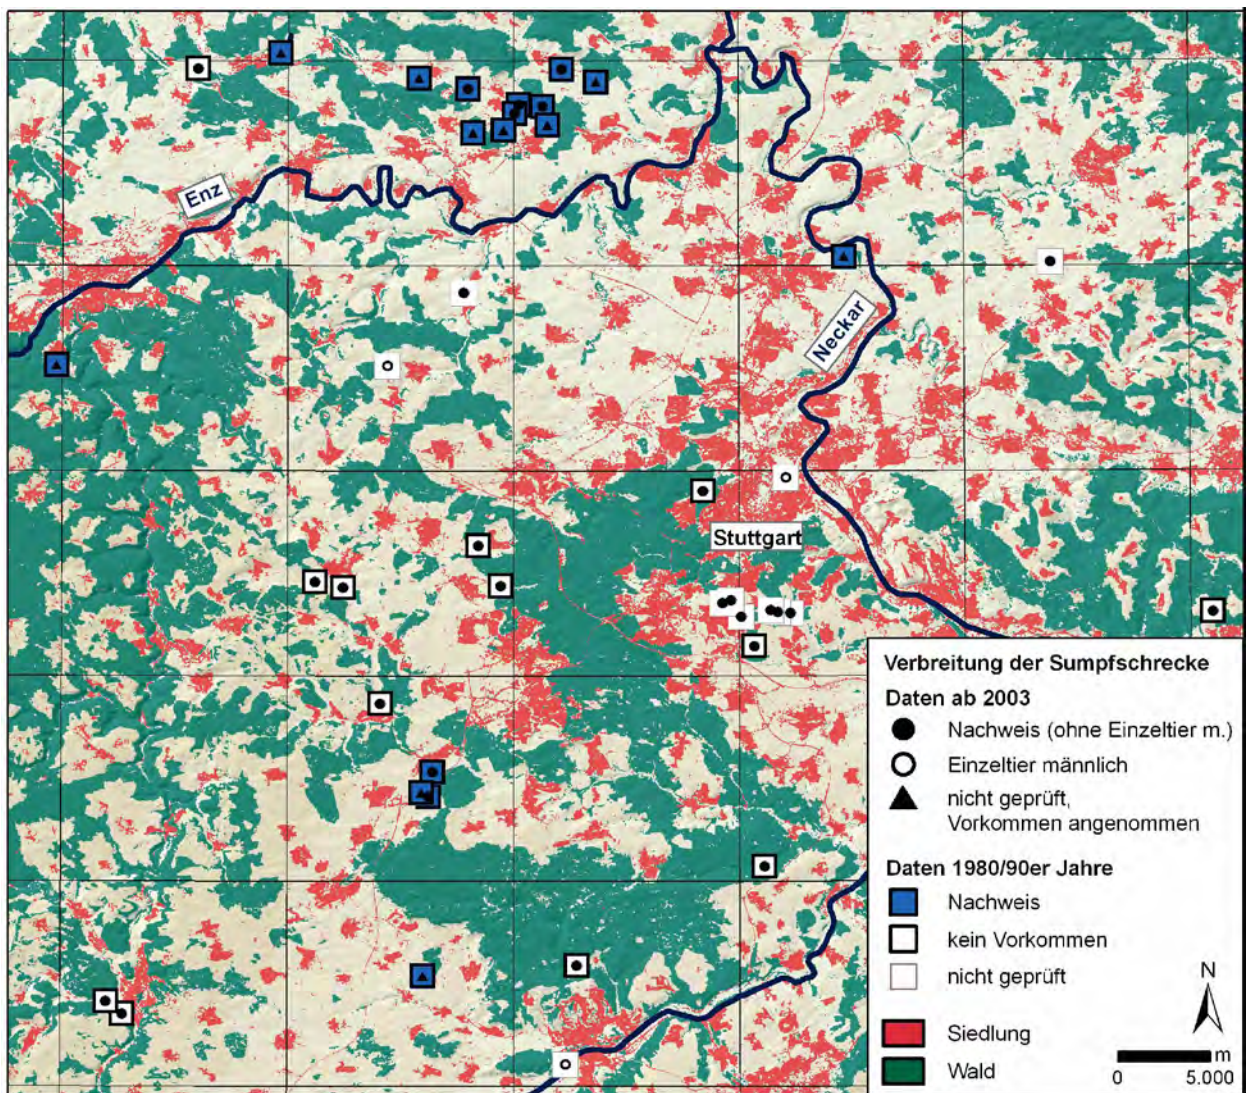 Enz
Neckar
Stuttgart
Verbreitung der Sumpfschrecke
Daten ab 2003
Nachweis (ohne Einzeltier m.)
Einzeltier männlich
nicht geprüft,
Vorkommen angenommen
Daten 1980/90er Jahre
Nachweis
kein Vorkommen
nicht geprüft
N
Siedlung
m
Wald
0 5.000